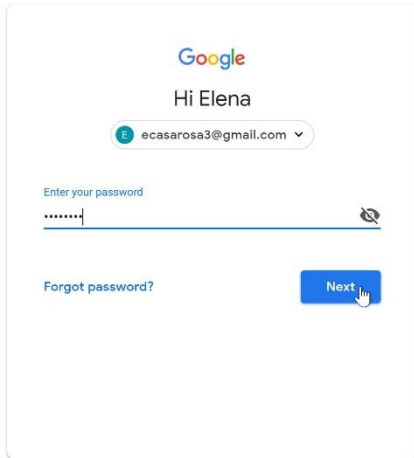 Google
Hi Elena
E ecasarosa3@gmail.com
Enter your password
••••••••
Forgot password?
Next